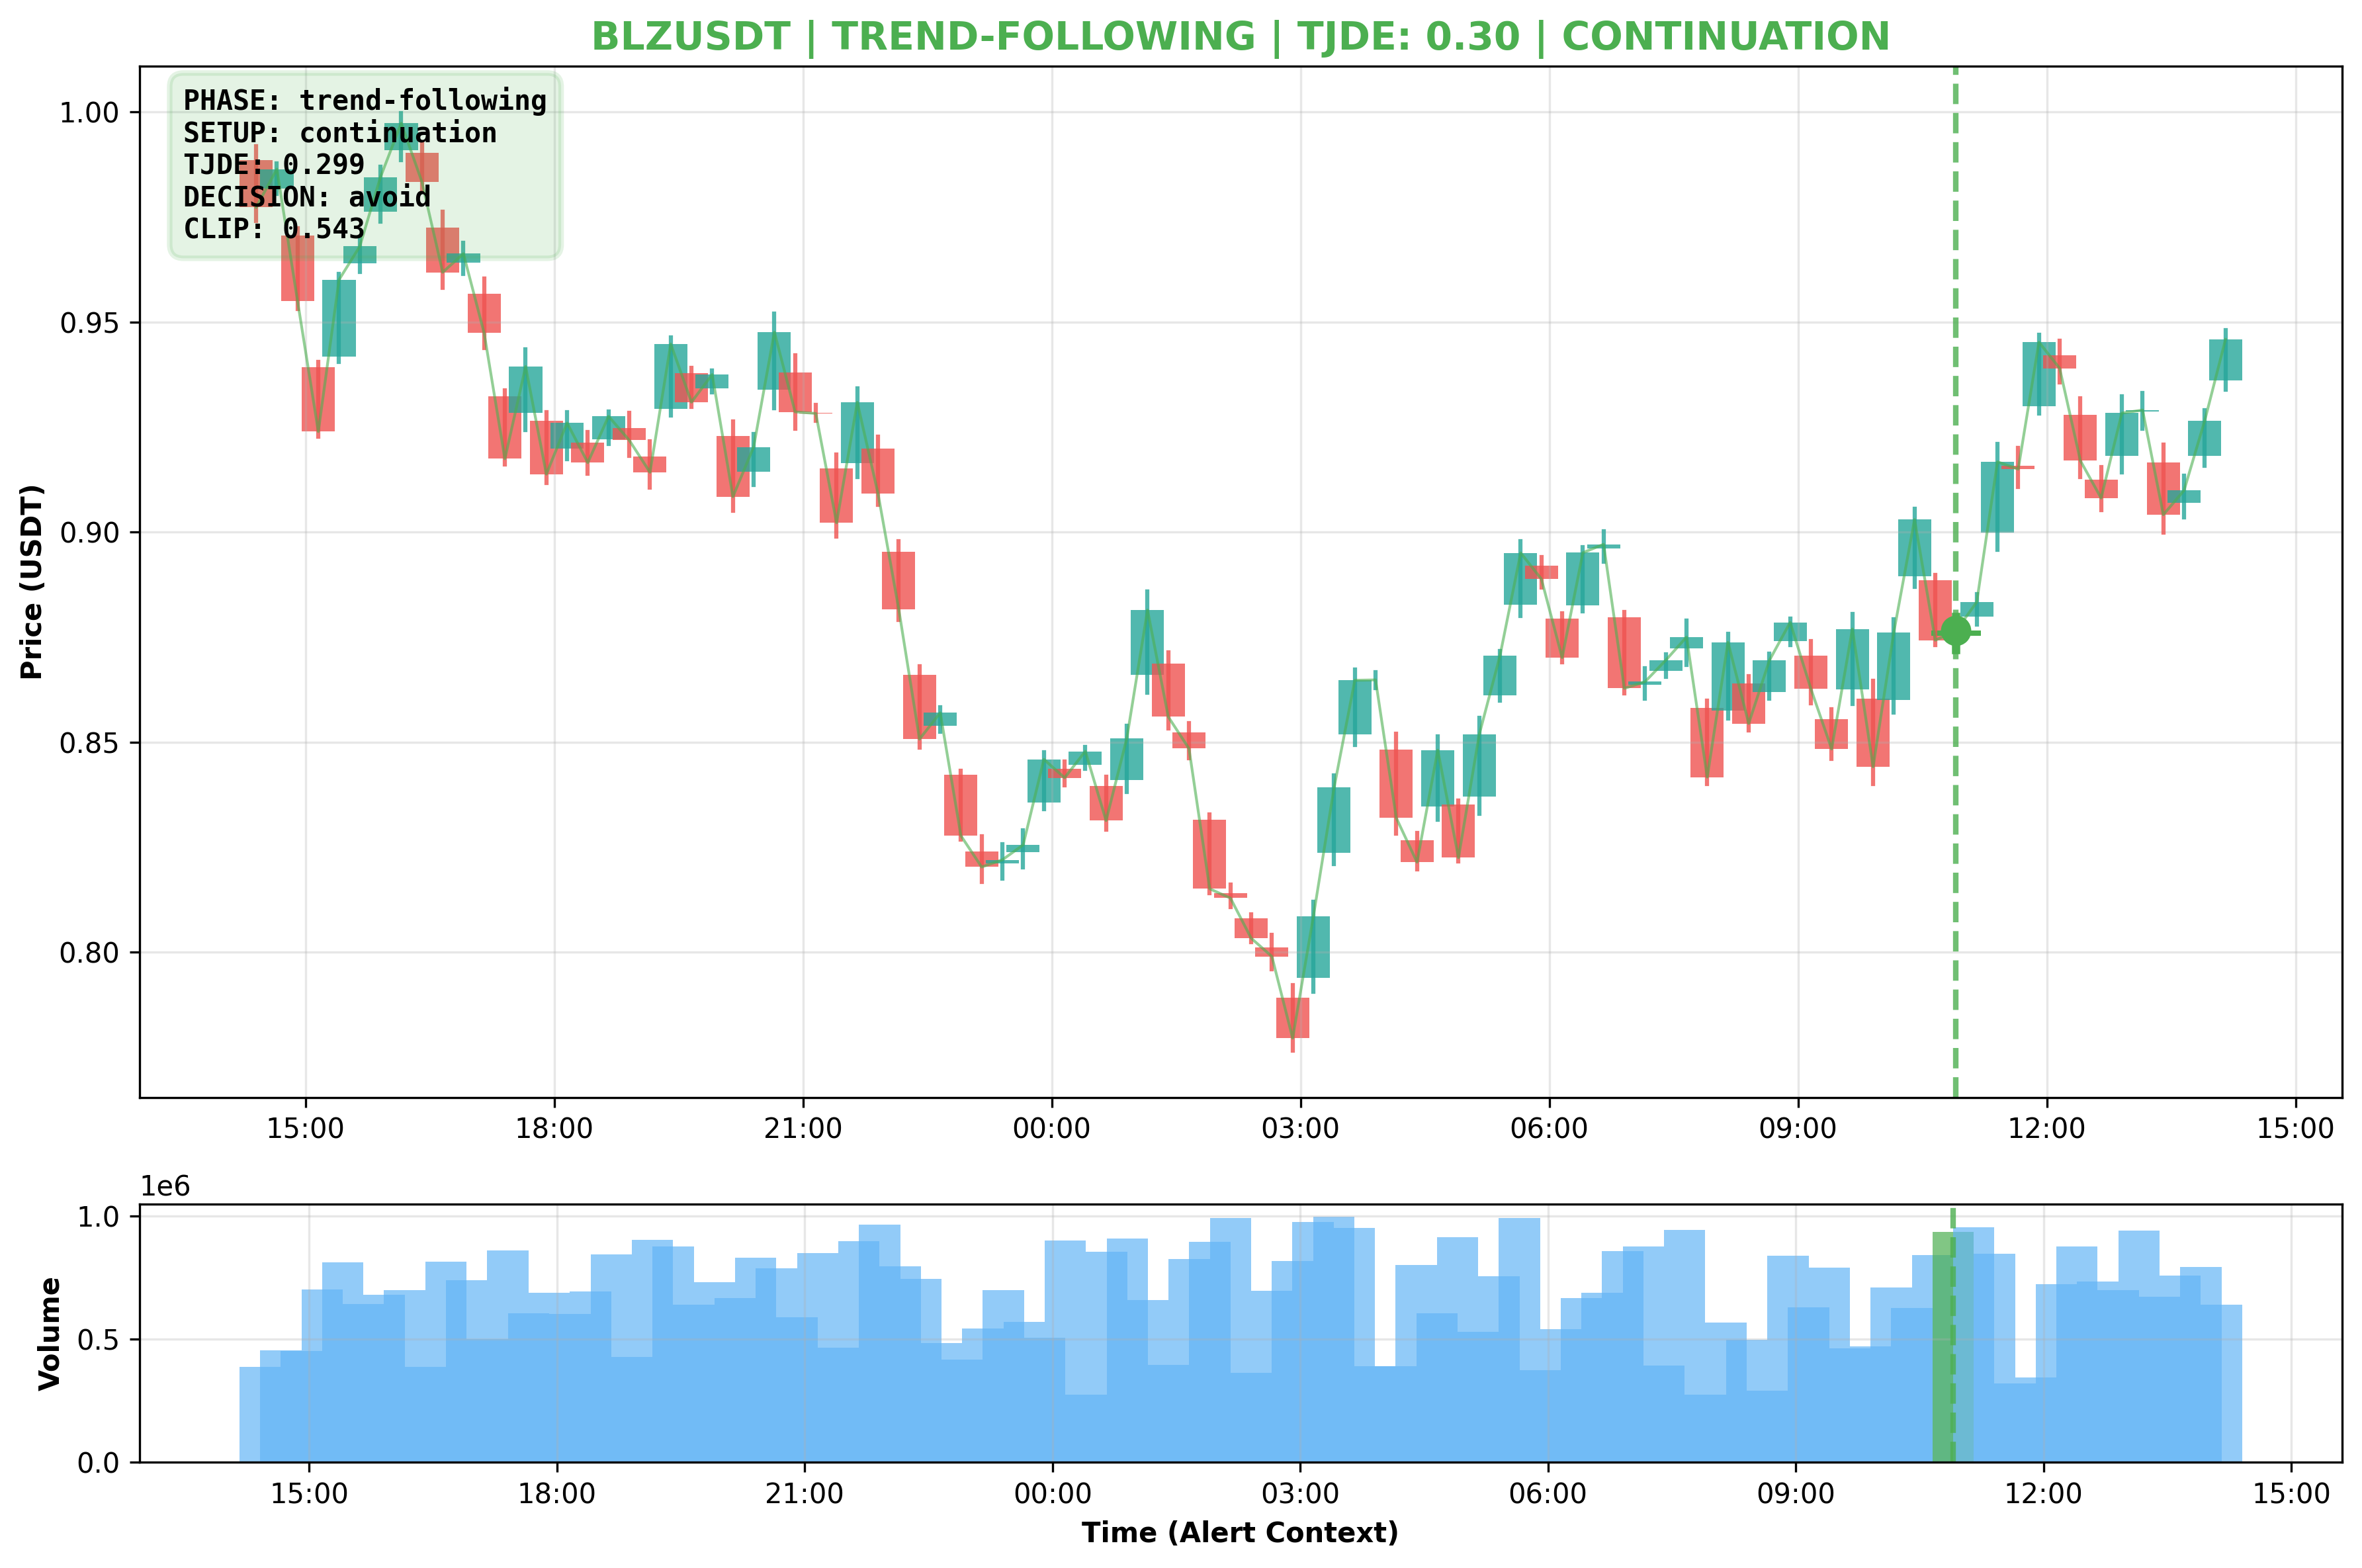 BLZUSDT | TREND-FOLLOWING | TJDE: 0.30 | CONTINUATION
PHASE: trend-following
SETUP: continuation
TJDE: 0.299
DECISION: avoid
CLIP: 0.543
Price (USDT)
1.00
0.95
0.90
0.85
0.80
15:00 18:00 21:00 00:00 03:00 06:00 09:00 12:00 15:00
1e6
Volume
1.0
0.5
0.0
15:00 18:00 21:00 00:00 03:00 06:00 09:00 12:00 15:00
Time (Alert Context)